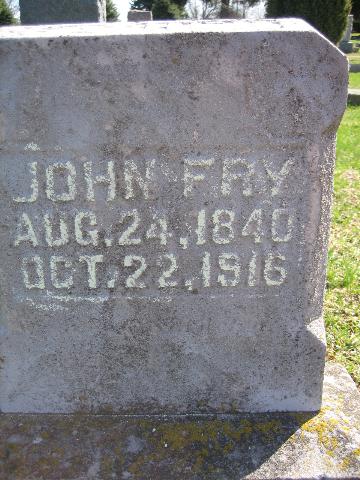 JOHN FRY
AUG. 24, 1840
OCT. 22, 1916